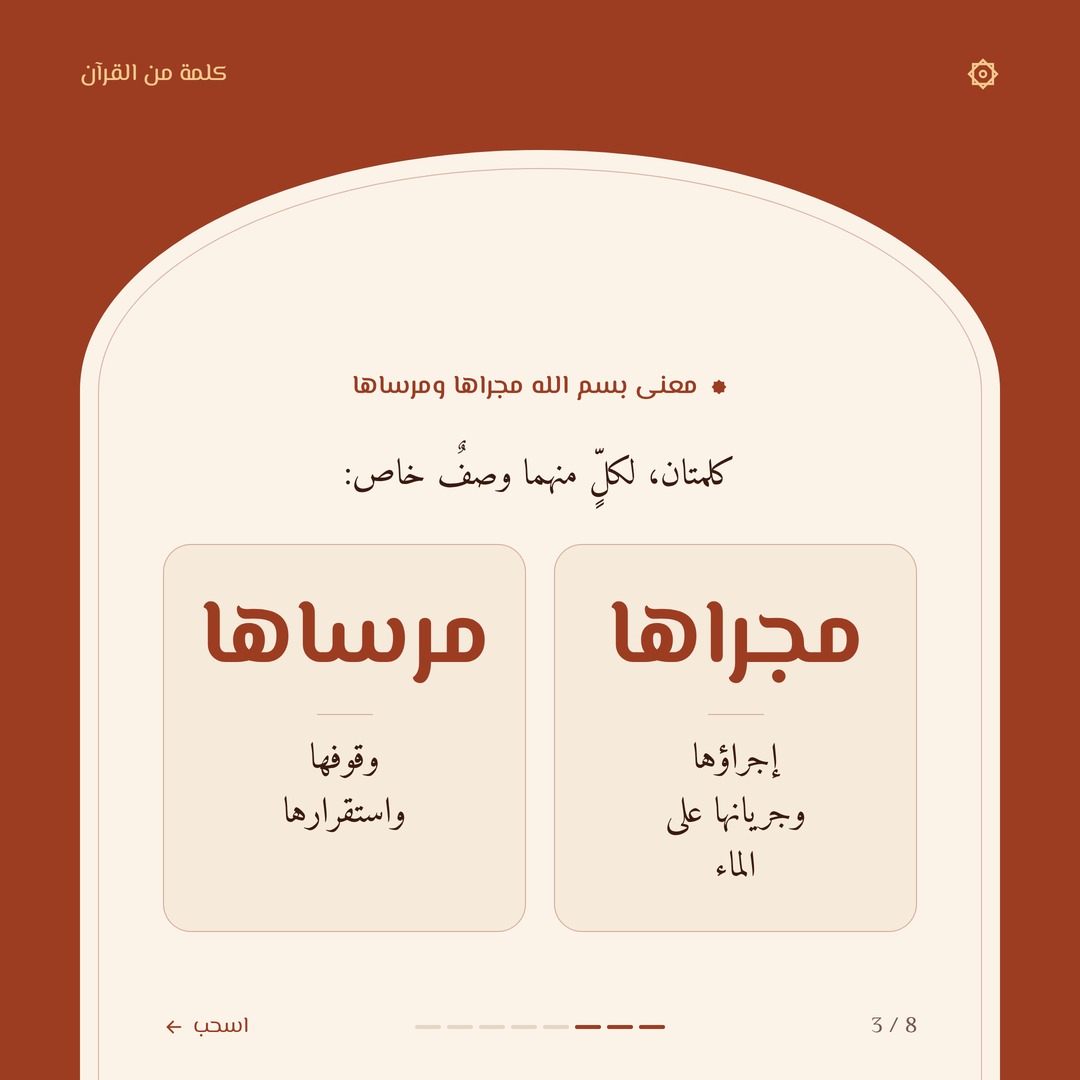 كلمة من القرآن
معنى بسم الله مجراها ومرساها
كلمتان، لكلٍّ منهما وصفٌ خاص:
مجراها
إجراؤها
وجريانها على
الماء
مرساها
وقوفها
واستقرارها
3 / 8
اسحب ←